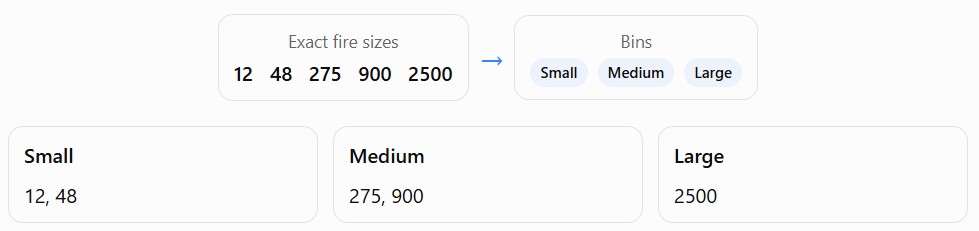 Exact fire sizes
12 48 275 900 2500
→
Bins
Small Medium Large
Small
12, 48
Medium
275, 900
Large
2500